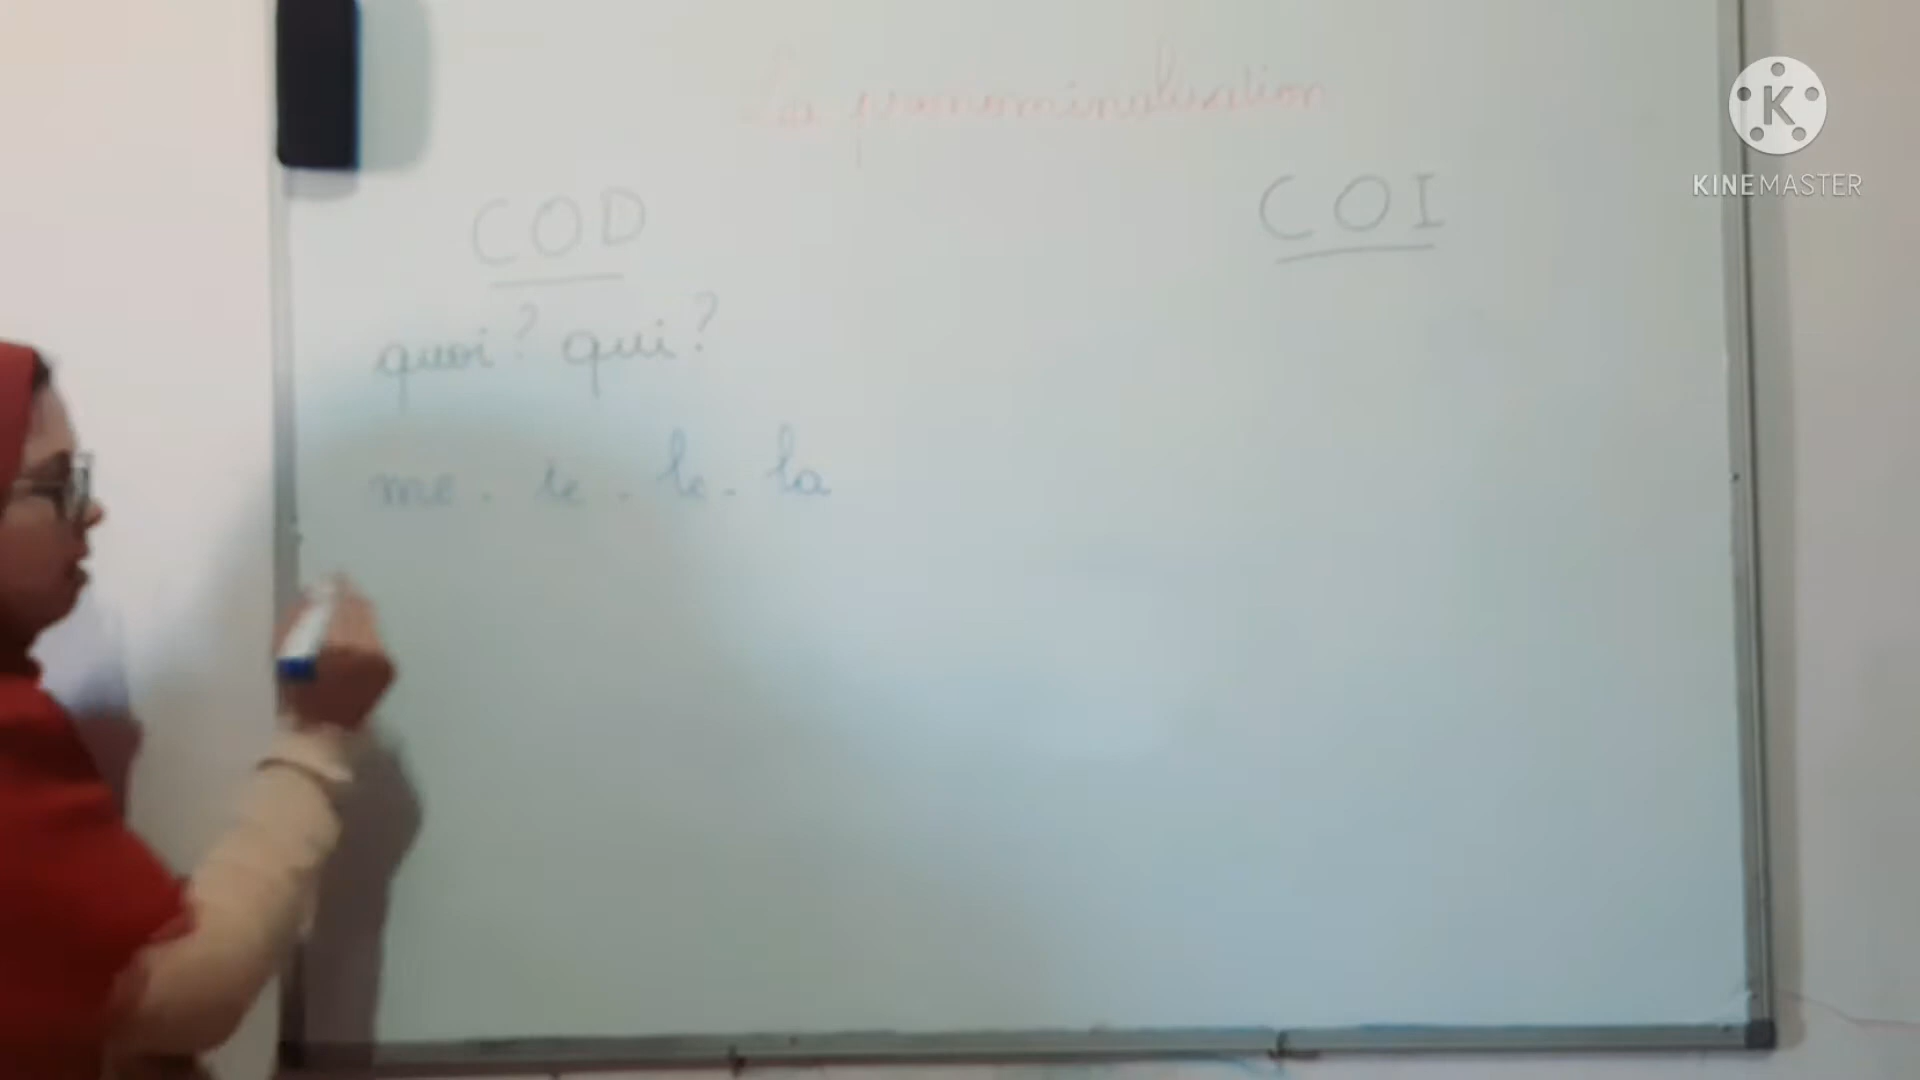 La pronominalisation
COD
COI
quoi? qui?
me. te. le. la
K
KINEMASTER